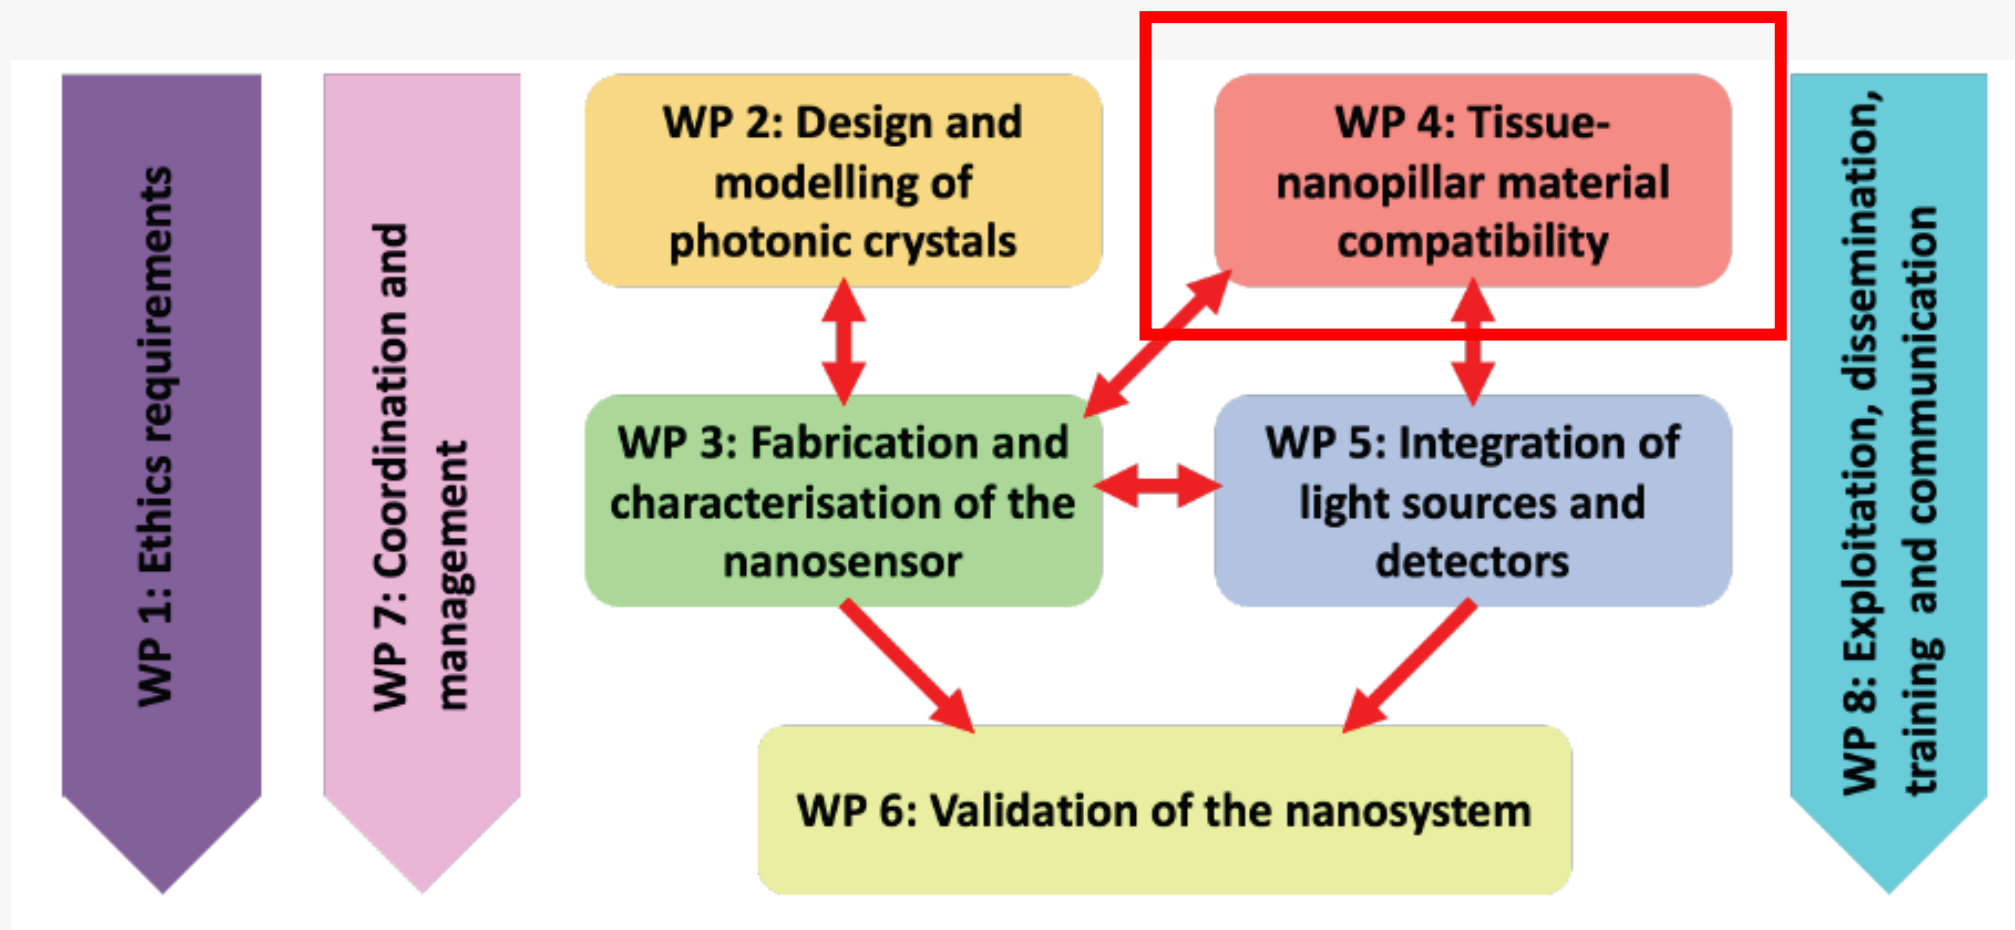 WP 1: Ethics requirements
WP 7: Coordination and
management
WP 2: Design and
modelling of
photonic crystals
WP 4: Tissue-
nanopillar material
compatibility
WP 3: Fabrication and
characterisation of the
nanosensor
WP 5: Integration of
light sources and
detectors
WP 6: Validation of the nanosystem
WP 8: Exploitation, dissemination,
training and communication